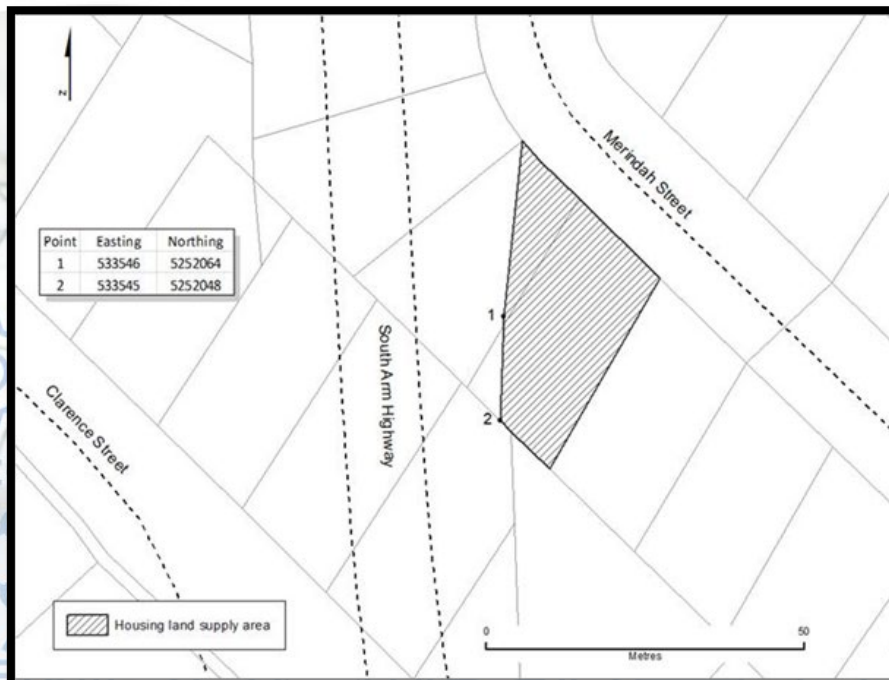 N
Merindah Street
Point Easting Northing
1 533546 5252064
2 533545 5252048
1
South Arm Highway
Clarence Street
2
Housing land supply area
0 50
Metres